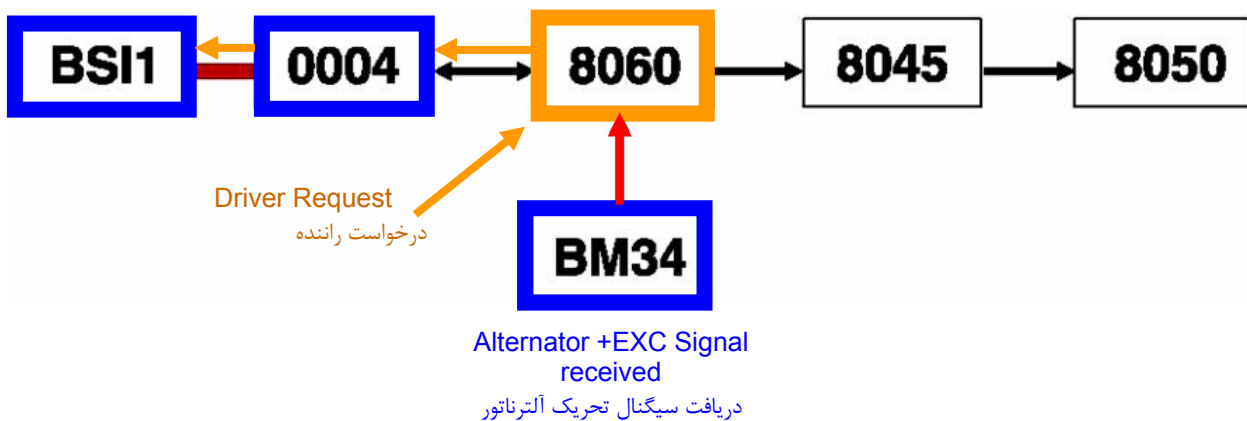 BSI1
0004
8060
8045
8050
Driver Request
درخواست راننده
BM34
Alternator +EXC Signal
received
دریافت سیگنال تحریک آلترناتور